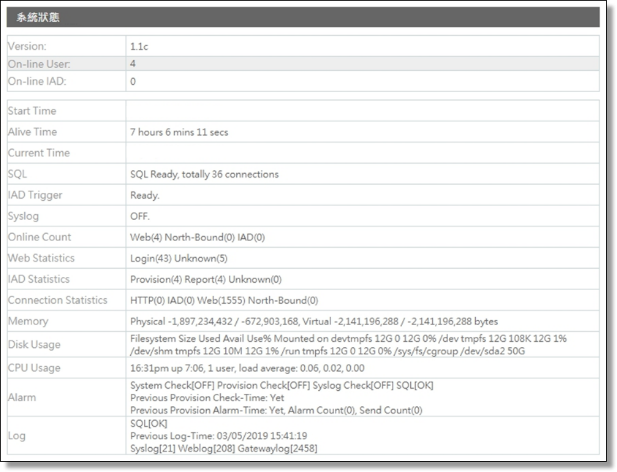 系統狀態
Version: 1.1c
On-line User: 4
On-line IAD: 0
Start Time
Alive Time 7 hours 6 mins 11 secs
Current Time
SQL SQL Ready, totally 36 connections
IAD Trigger Ready.
Syslog OFF.
Online Count Web(4) North-Bound(0) IAD(0)
Web Statistics Login(43) Unknown(5)
IAD Statistics Provision(4) Report(4) Unknown(0)
Connection Statistics HTTP(0) IAD(0) Web(1555) North-Bound(0)
Memory Physical -1,897,234,432 / -672,903,168, Virtual -2,141,196,288 / -2,141,196,288 bytes
Disk Usage Filesystem Size Used Avail Use% Mounted on devtmpfs 12G 0 12G 0% /dev tmpfs 12G 108K 12G 1%
/dev/shm tmpfs 12G 10M 12G 1% /run tmpfs 12G 0 12G 0% /sys/fs/cgroup /dev/sda2 50G
CPU Usage 16:31pm up 7:06, 1 user, load average: 0.06, 0.02, 0.00
Alarm System Check[OFF] Provision Check[OFF] Syslog Check[OFF] SQL[OK]
Previous Provision Check-Time: Yet
Previous Provision Alarm-Time: Yet, Alarm Count(0), Send Count(0)
Log SQL[OK]
Previous Log-Time: 03/05/2019 15:41:19
Syslog[21] Weblog[208] Gatewaylog[2458]